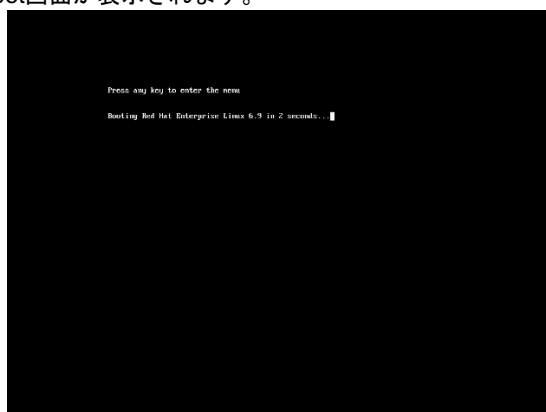 画面が表示されます。
Press any key to enter the menu
Booting Red Hat Enterprise Linux 6.9 in 2 seconds...